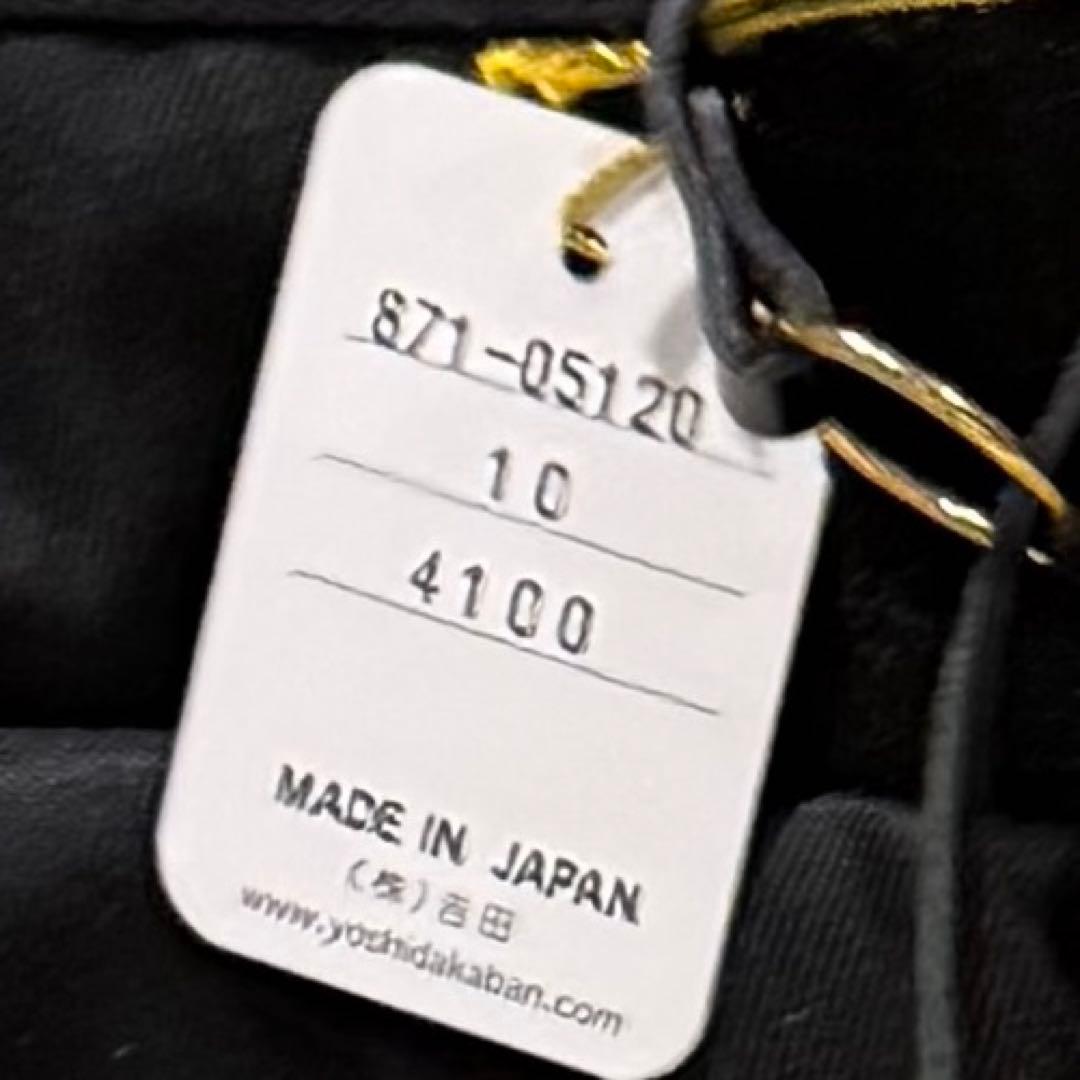 871-05120
10
4100
MADE IN JAPAN
(株)吉田
www.yoshidakaban.com